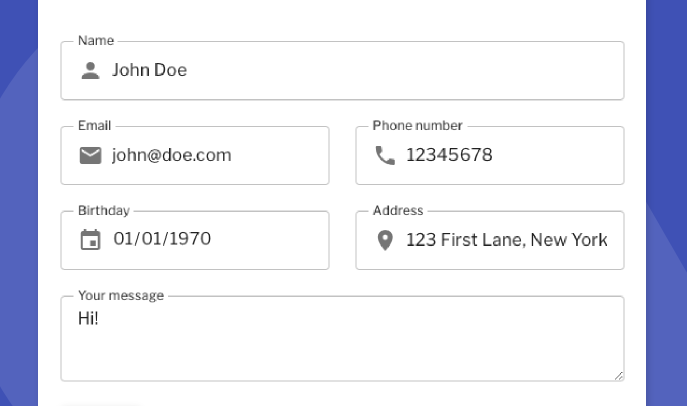 Name
John Doe
Email
john@doe.com
Phone number
12345678
Birthday
01/01/1970
Address
123 First Lane, New York
Your message
Hi!